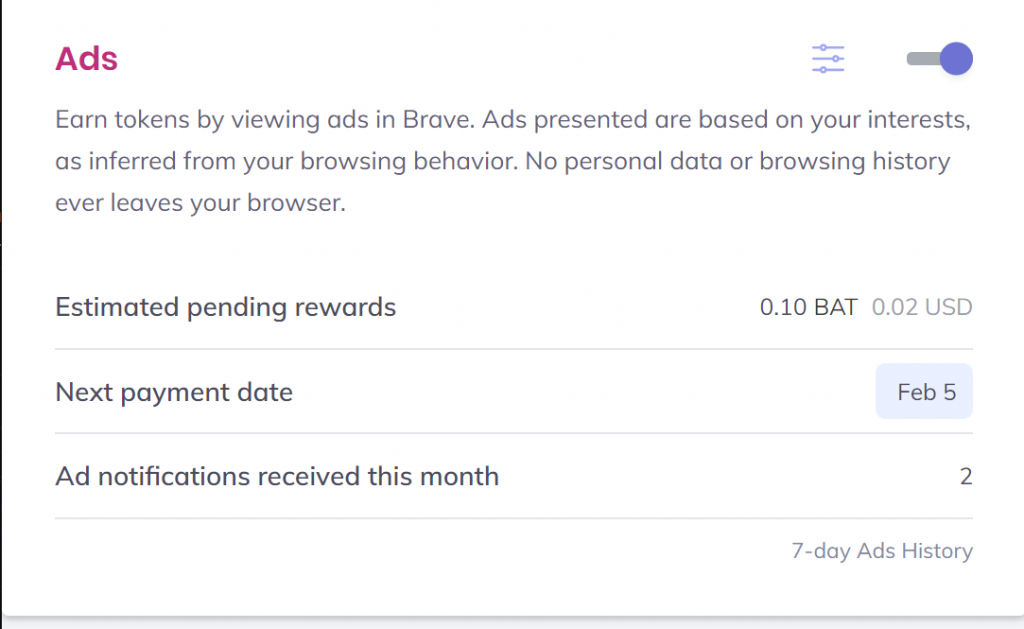 Ads
Earn tokens by viewing ads in Brave. Ads presented are based on your interests,
as inferred from your browsing behavior. No personal data or browsing history
ever leaves your browser.
Estimated pending rewards 0.10 BAT 0.02 USD
Next payment date Feb 5
Ad notifications received this month 2
7-day Ads History